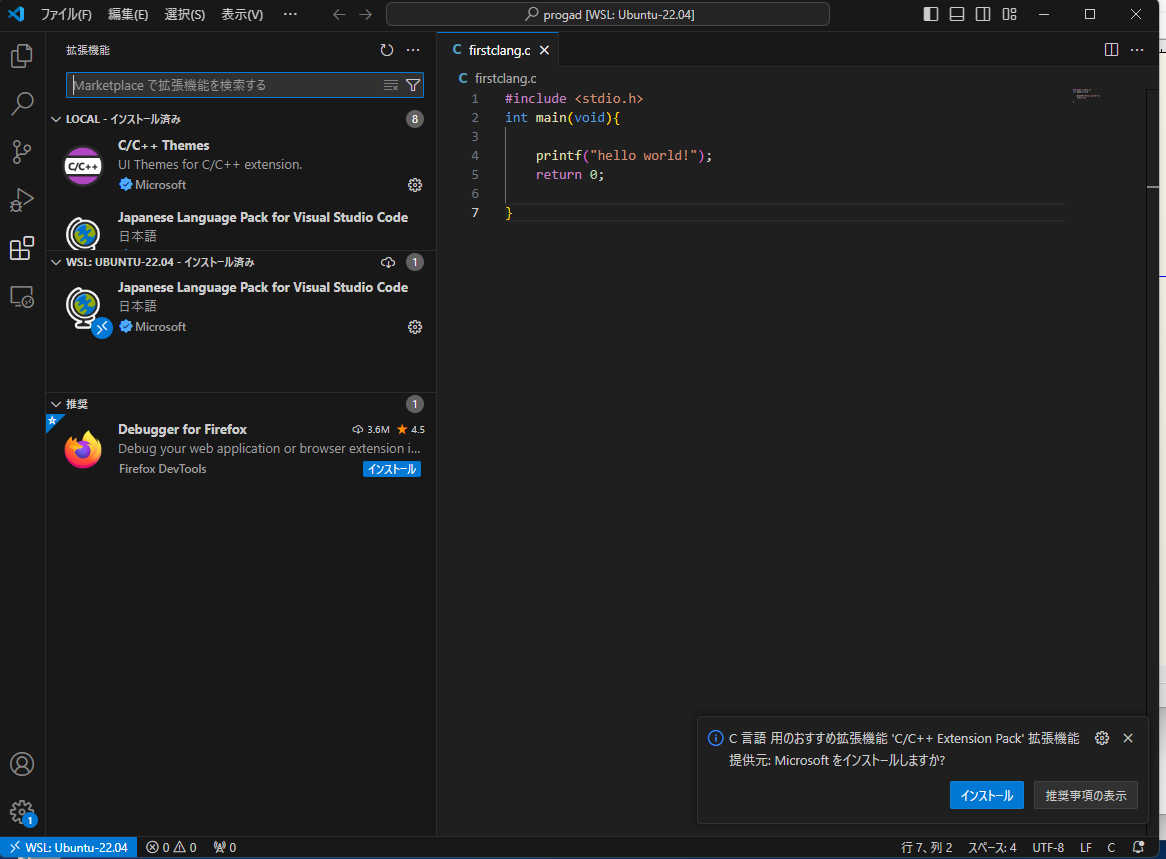 ファイル(F) 編集(E) 選択(S) 表示(V) ··· progad [WSL: Ubuntu-22.04]
拡張機能
Marketplace で拡張機能を検索する
LOCAL - インストール済み 8
C/C++ Themes
UI Themes for C/C++ extension.
Microsoft
Japanese Language Pack for Visual Studio Code
日本語
WSL: UBUNTU-22.04 - インストール済み 1
Japanese Language Pack for Visual Studio Code
日本語
Microsoft
推奨 1
Debugger for Firefox 3.6M 4.5
Debug your web application or browser extension i...
Firefox DevTools インストール
C firstclang.c
C firstclang.c
1 #include <stdio.h>
2 int main(void){
3
4 printf("hello world!");
5 return 0;
6
7 }
C 言語 用のおすすめ拡張機能 'C/C++ Extension Pack' 拡張機能
提供元: Microsoft をインストールしますか?
インストール 推奨事項の表示
1
WSL: Ubuntu-22.04 0 0 0 行 7、列 2 スペース: 4 UTF-8 LF C